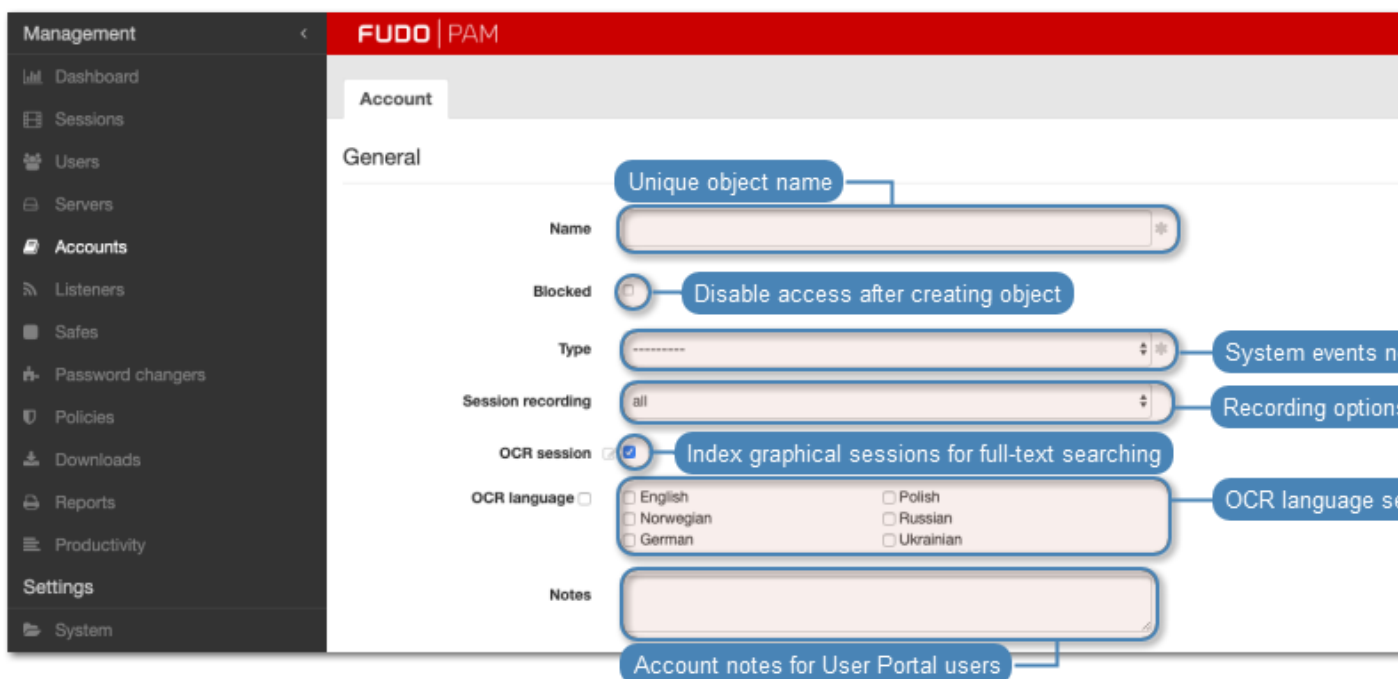 Management
FUDO PAM
Dashboard
Account
Sessions
Users
General
Unique object name
Servers
Name
Accounts
Listeners
Blocked
Disable access after creating object
Safes
Type
---------
System events
Password changers
Session recording
all
Recording options
Policies
OCR session
Index graphical sessions for full-text searching
Downloads
OCR language
English
Polish
OCR language
Reports
Norwegian
Russian
Productivity
German
Ukrainian
Settings
Notes
System
Account notes for User Portal users